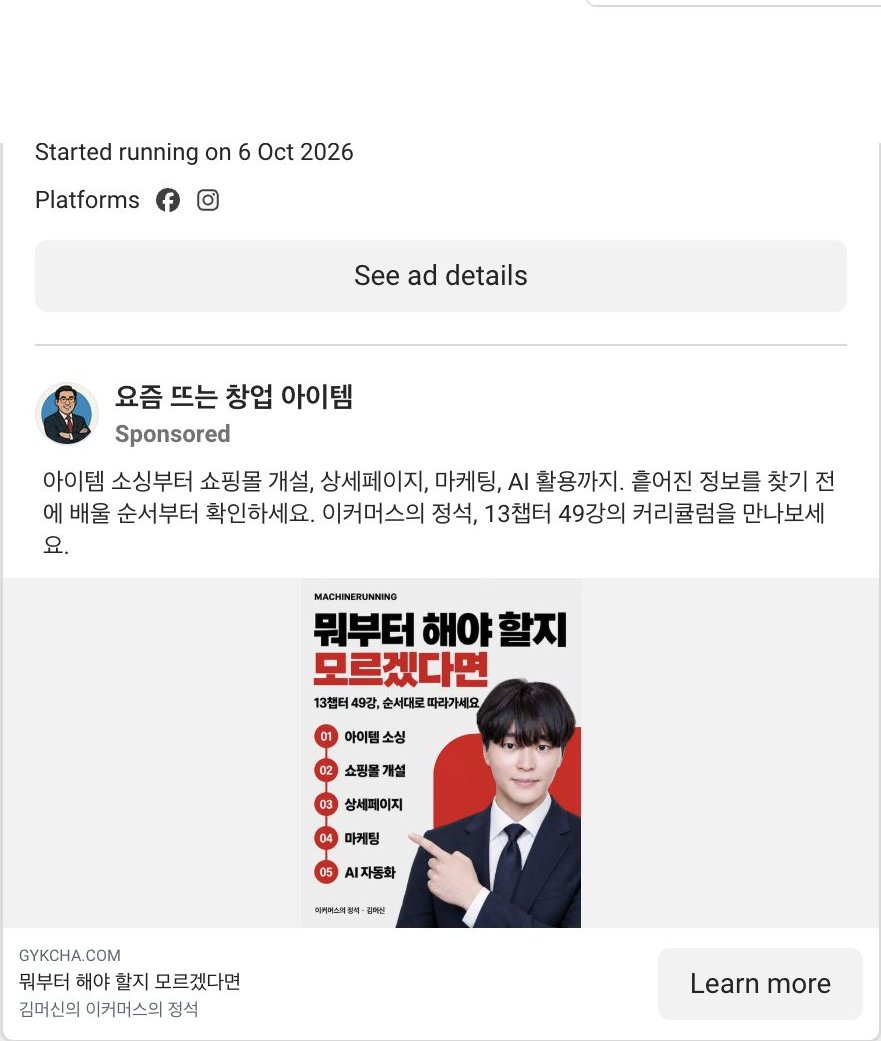 Started running on 6 Oct 2026
Platforms
See ad details
요즘 뜨는 창업 아이템
Sponsored
아이템 소싱부터 쇼핑몰 개설, 상세페이지, 마케팅, AI 활용까지. 흩어진 정보를 찾기 전
에 배울 순서부터 확인하세요. 이커머스의 정석, 13챕터 49강의 커리큘럼을 만나보세
요.
MACHINERUNNING
뭐부터 해야 할지
모르겠다면
13챕터 49강, 순서대로 따라가세요
01 아이템 소싱
02 쇼핑몰 개설
03 상세페이지
04 마케팅
05 AI 자동화
이커머스의 정석 · 김머신
GYKCHA.COM
뭐부터 해야 할지 모르겠다면
김머신의 이커머스의 정석
Learn more